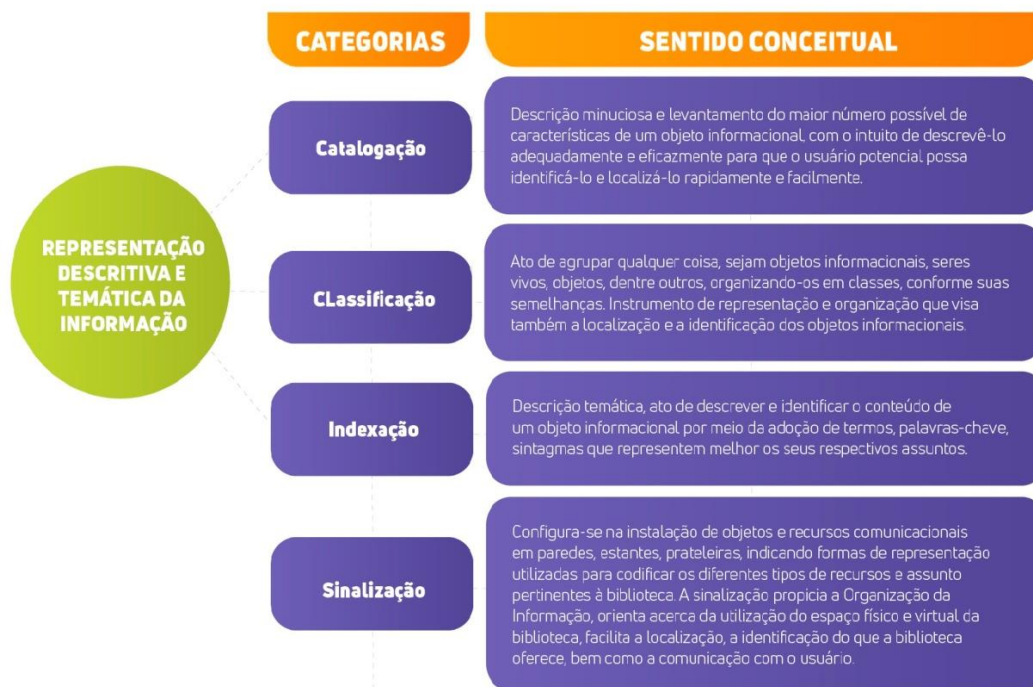 CATEGORIAS
SENTIDO CONCEITUAL
REPRESENTAÇÃO
DESCRITIVA E
TEMÁTICA DA
INFORMAÇÃO
Catalogação
Descrição minuciosa e levantamento do maior número possível de
características de um objeto informacional, com o intuito de descrevê-lo
adequadamente e eficazmente para que o usuário potencial possa
identificá-lo e localizá-lo rapidamente e facilmente.
CLassificação
Ato de agrupar qualquer coisa, sejam objetos informacionais, seres
vivos, objetos, dentre outros, organizando-os em classes, conforme suas
semelhanças. Instrumento de representação e organização que visa
também a localização e a identificação dos objetos informacionais.
Indexação
Descrição temática, ato de descrever e identificar o conteúdo de
um objeto informacional por meio da adoção de termos, palavras-chave,
sintagmas que representem melhor os seus respectivos assuntos.
Sinalização
Configura-se na instalação de objetos e recursos comunicacionais
em paredes, estantes, prateleiras, indicando formas de representação
utilizadas para codificar os diferentes tipos de recursos e assunto
pertinentes à biblioteca. A sinalização propicia a Organização da
Informação, orienta acerca da utilização do espaço físico e virtual da
biblioteca, facilita a localização, a identificação do que a biblioteca
oferece, bem como a comunicação com o usuário.